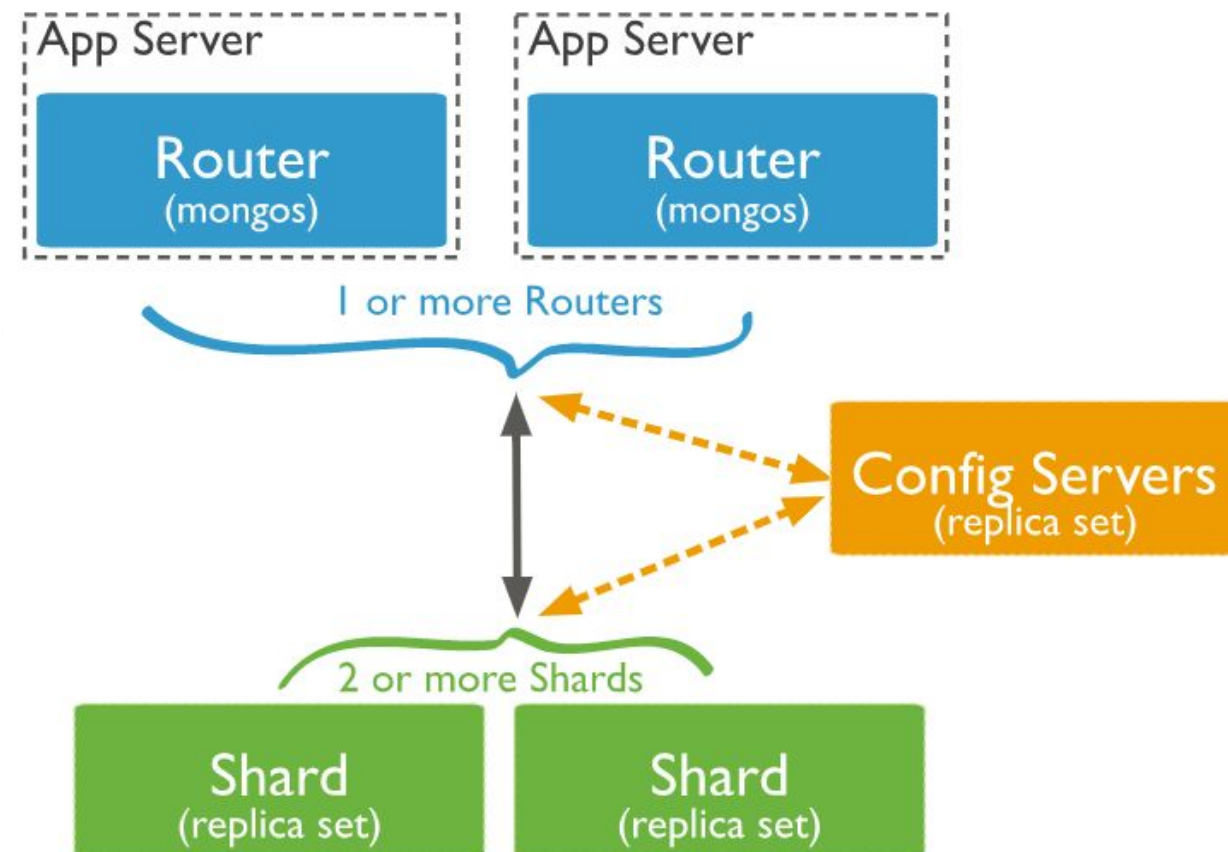 App Server
App Server
Router
(mongos)
Router
(mongos)
1 or more Routers
Config Servers
(replica set)
2 or more Shards
Shard
(replica set)
Shard
(replica set)